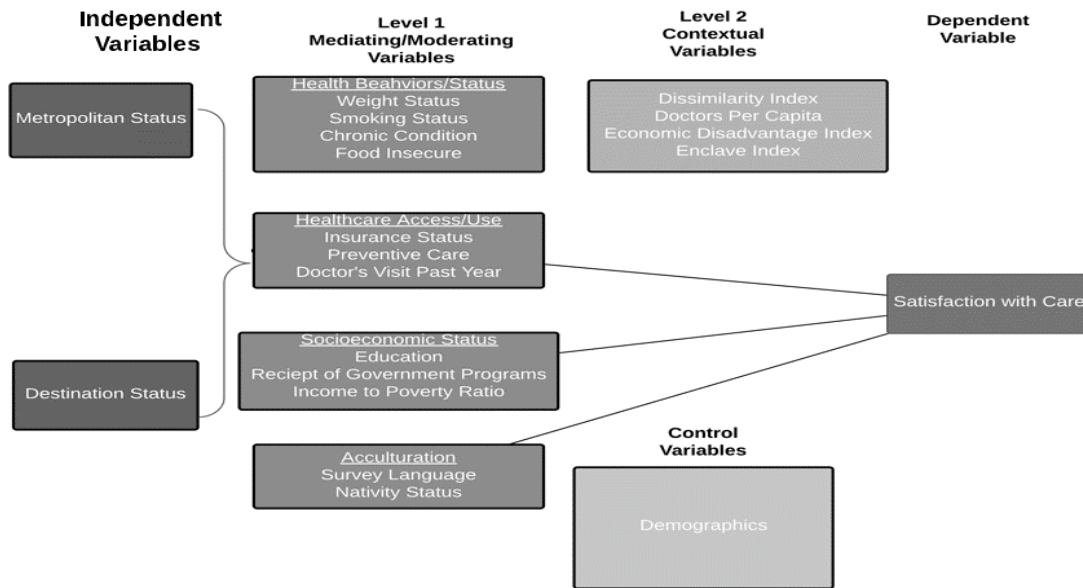 Independent
Variables
Level 1
Mediating/Moderating
Variables
Level 2
Contextual
Variables
Dependent
Variable
Metropolitan Status
Destination Status
Health Beahviors/Status
Weight Status
Smoking Status
Chronic Condition
Food Insecure
Healthcare Access/Use
Insurance Status
Preventive Care
Doctor's Visit Past Year
Socioeconomic Status
Education
Reciept of Government Programs
Income to Poverty Ratio
Acculturation
Survey Language
Nativity Status
Dissimilarity Index
Doctors Per Capita
Economic Disadvantage Index
Enclave Index
Control
Variables
Demographics
Satisfaction with Care